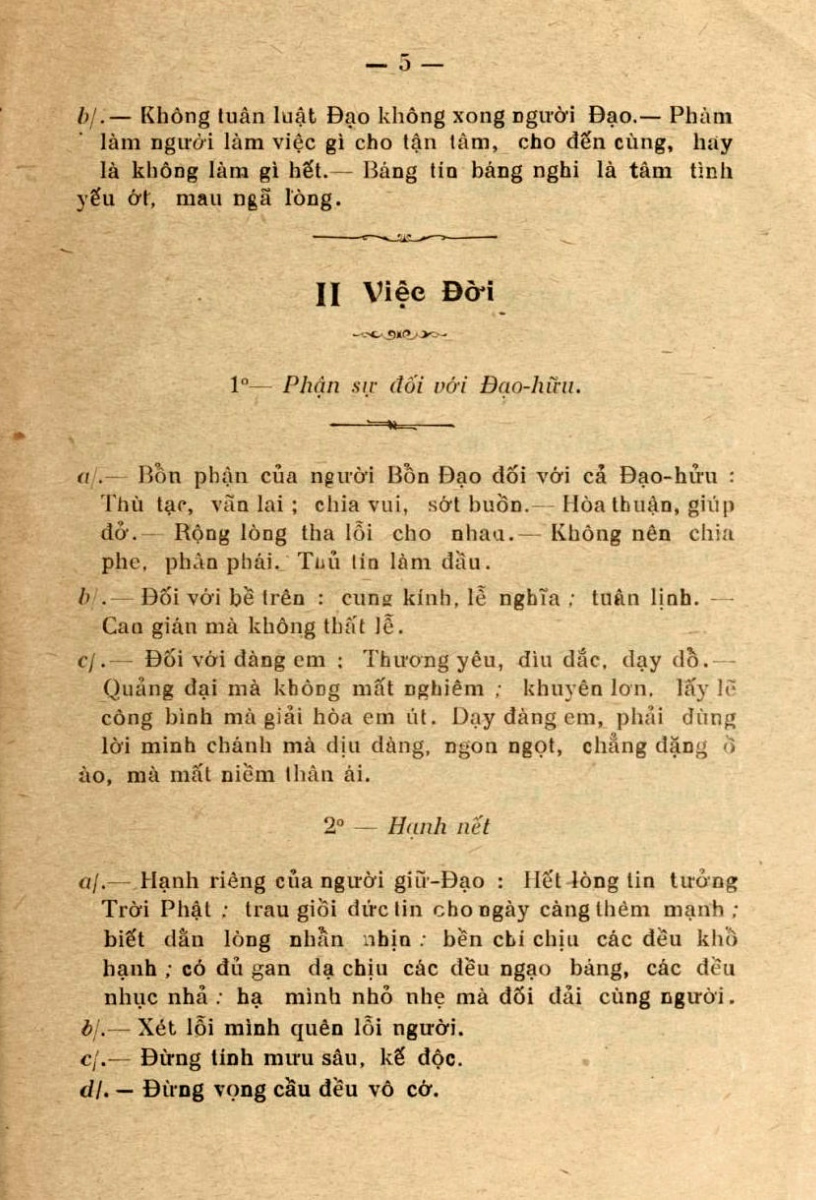 — 5 —
b/.— Không tuân luật Đạo không xong người Đạo.— Phàm
làm người làm việc gì cho tận tâm, cho đến cùng, hay
là không làm gì hết.— Báng tín báng nghi là tâm tình
yếu ớt, mau ngã lòng.
II Việc Đời
1º— Phận sự đối với Đạo-hữu.
a/.— Bổn phận của người Bổn Đạo đối với cả Đạo-hửu :
Thù tạc, vãn lai ; chia vui, sớt buồn.— Hòa thuận, giúp
đở.— Rộng lòng tha lỗi cho nhau.— Không nên chia
phe, phân phái. Thủ tín làm đầu.
b/.— Đối với bề trên : cung kính, lễ nghĩa ; tuân lịnh. —
Can gián mà không thất lễ.
c/.— Đối với đàng em : Thương yêu, dìu dắc, dạy dổ.—
Quảng đại mà không mất nghiêm ; khuyên lơn, lấy lẽ
công bình mà giải hòa em út. Dạy đàng em, phải dùng
lời minh chánh mà dịu dàng, ngon ngọt, chẳng đặng ồ
ào, mà mất niềm thân ái.
2º — Hạnh nết
a/.— Hạnh riêng của người giữ-Đạo : Hết lòng tin tưởng
Trời Phật ; trau giồi đức tin cho ngày càng thêm mạnh ;
biết dằn lòng nhẫn nhịn : bền chí chịu các đều khổ
hạnh ; có đủ gan dạ chịu các đều ngạo báng, các đều
nhục nhả : hạ mình nhỏ nhẹ mà đối đải cùng người.
b/.— Xét lỗi mình quên lỗi người.
c/.— Đừng tính mưu sâu, kế độc.
d/. — Đừng vọng cầu đều vô cở.